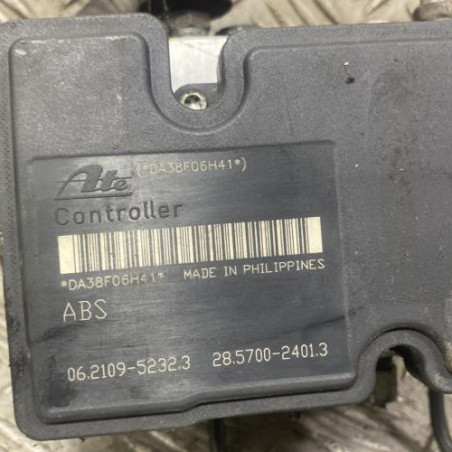 Ate (*DA38F06H41*)
Controller
*DA38F06H41* MADE IN PHILIPPINES
ABS
06.2109-5232.3 28.5700-2401.3